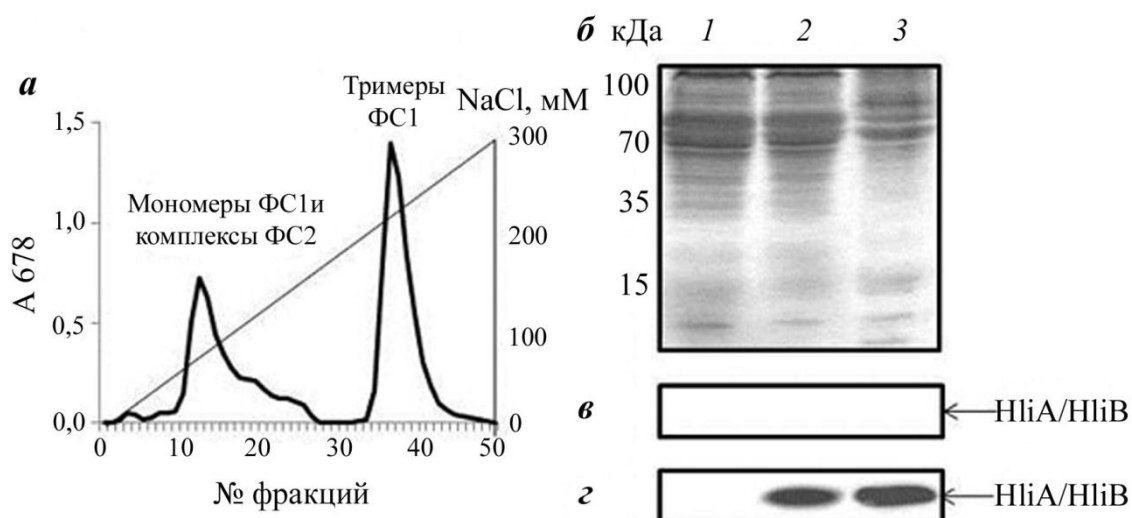 а
Тримеры
ФС1
NaCl, мМ
1,5
300
Мономеры ФС1и
комплексы ФС2
1,0
200
А 678
0,5
100
0,0
0
0 10 20 30 40 50
№ фракций
б кДа 1 2 3
100
70
35
15
в
HliA/HliB
г
HliA/HliB